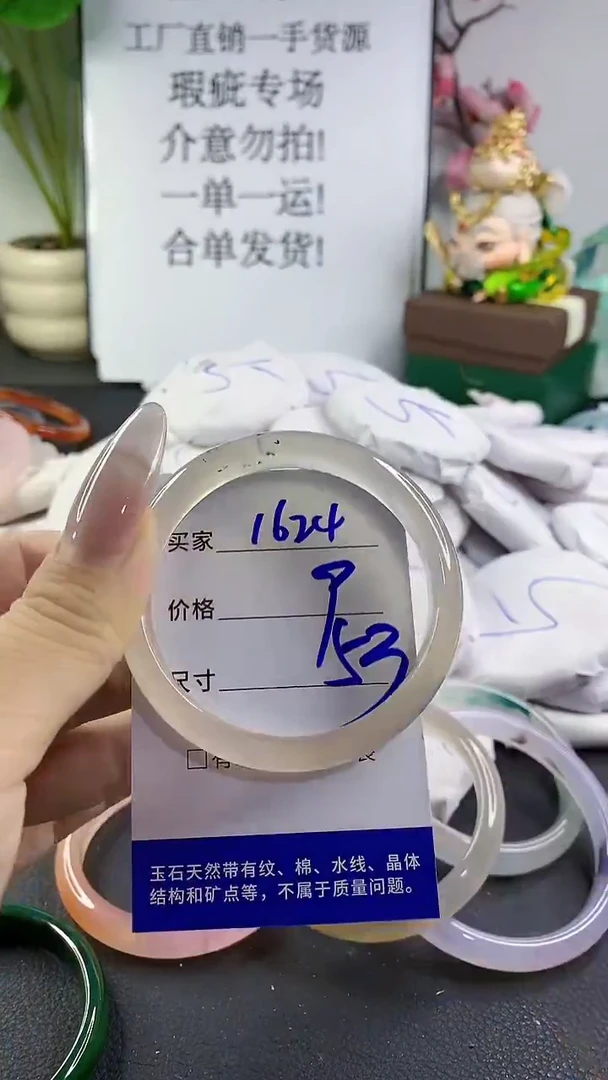 工厂直销一手货源
瑕疵专场
介意勿拍!
一单一运!
合单发货!
买家 1624
价格
尺寸 53
玉石天然带有纹、棉、水线、晶体
结构和矿点等，不属于质量问题。